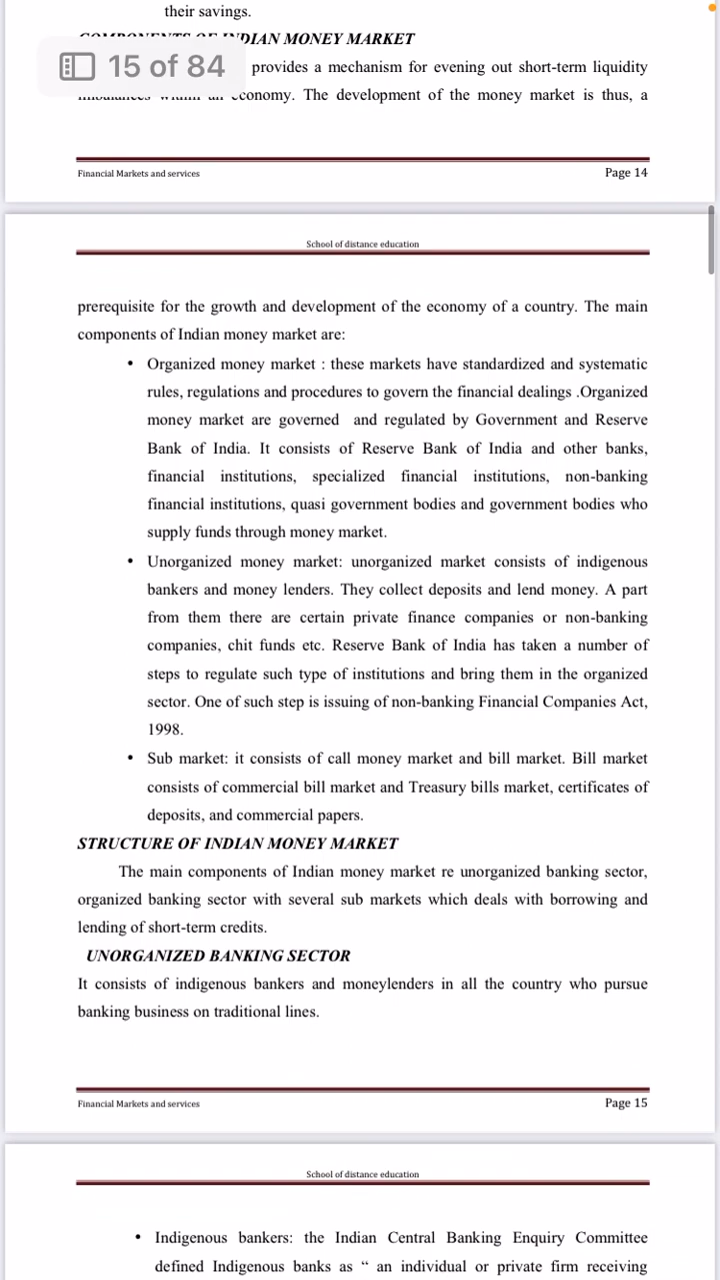 their savings.
DIAN MONEY MARKET
15 of 84
provides a mechanism for evening out short-term liquidity
economy. The development of the money market is thus, a
Financial Markets and services Page 14
School of distance education
prerequisite for the growth and development of the economy of a country. The main
components of Indian money market are:
• Organized money market : these markets have standardized and systematic
rules, regulations and procedures to govern the financial dealings .Organized
money market are governed and regulated by Government and Reserve
Bank of India. It consists of Reserve Bank of India and other banks,
financial institutions, specialized financial institutions, non-banking
financial institutions, quasi government bodies and government bodies who
supply funds through money market.
• Unorganized money market: unorganized market consists of indigenous
bankers and money lenders. They collect deposits and lend money. A part
from them there are certain private finance companies or non-banking
companies, chit funds etc. Reserve Bank of India has taken a number of
steps to regulate such type of institutions and bring them in the organized
sector. One of such step is issuing of non-banking Financial Companies Act,
1998.
• Sub market: it consists of call money market and bill market. Bill market
consists of commercial bill market and Treasury bills market, certificates of
deposits, and commercial papers.
STRUCTURE OF INDIAN MONEY MARKET
The main components of Indian money market re unorganized banking sector,
organized banking sector with several sub markets which deals with borrowing and
lending of short-term credits.
UNORGANIZED BANKING SECTOR
It consists of indigenous bankers and moneylenders in all the country who pursue
banking business on traditional lines.
Financial Markets and services Page 15
School of distance education
• Indigenous bankers: the Indian Central Banking Enquiry Committee
defined Indigenous banks as “ an individual or private firm receiving